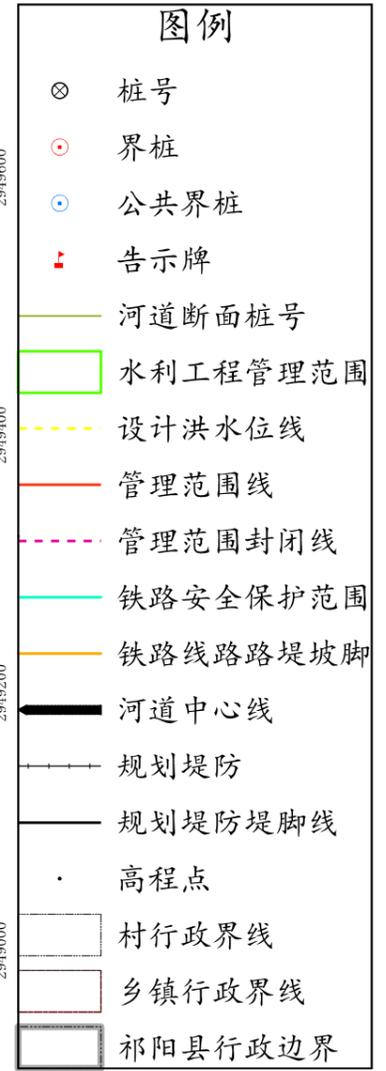 图例
桩号
界桩
公共界桩
告示牌
河道断面桩号
水利工程管理范围
设计洪水位线
管理范围线
管理范围封闭线
铁路安全保护范围
铁路线路路堤坡脚
河道中心线
规划堤防
规划堤防堤脚线
高程点
村行政界线
乡镇行政界线
祁阳县行政边界